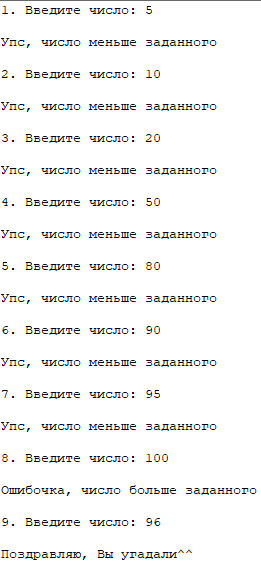 1. Введите число: 5
Упс, число меньше заданного
2. Введите число: 10
Упс, число меньше заданного
3. Введите число: 20
Упс, число меньше заданного
4. Введите число: 50
Упс, число меньше заданного
5. Введите число: 80
Упс, число меньше заданного
6. Введите число: 90
Упс, число меньше заданного
7. Введите число: 95
Упс, число меньше заданного
8. Введите число: 100
Ошибочка, число больше заданного
9. Введите число: 96
Поздравляю, Вы угадали^^